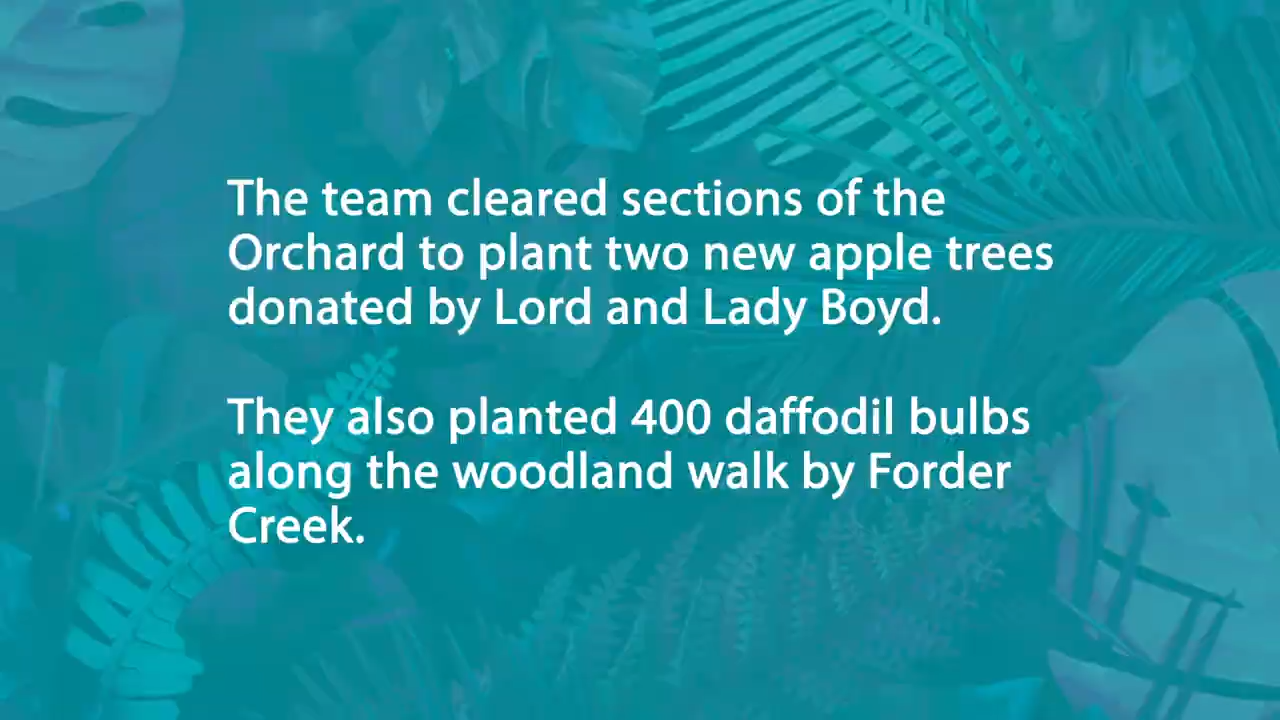 The team cleared sections of the
Orchard to plant two new apple trees
donated by Lord and Lady Boyd.
They also planted 400 daffodil bulbs
along the woodland walk by Forder
Creek.